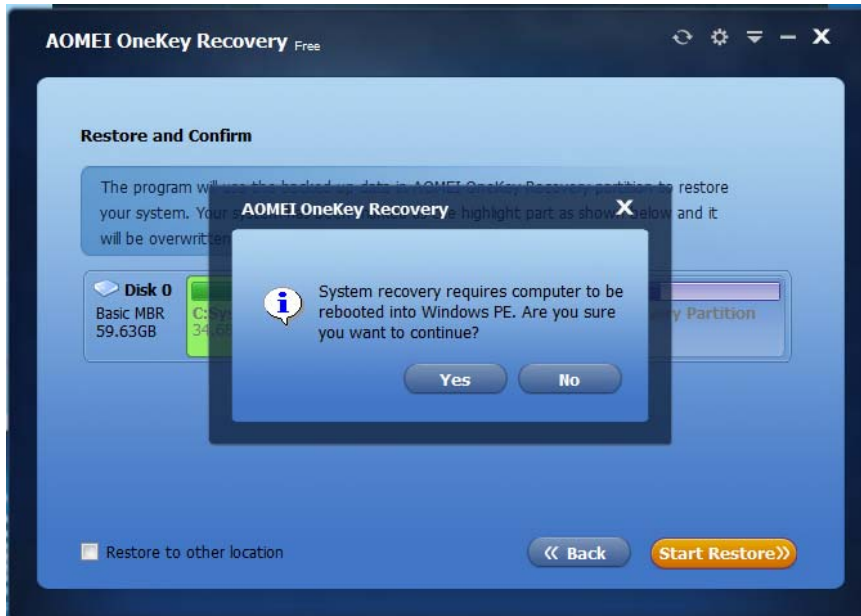 AOMEI OneKey Recovery Free
Restore and Confirm
The program will use the backed up data in AOMEI OneKey Recovery partition to restore
your system. Your highlight part as shown below and it
will be overwritten
AOMEI OneKey Recovery
System recovery requires computer to be
rebooted into Windows PE. Are you sure
you want to continue?
Yes No
Disk 0
Basic MBR
59.63GB
Partition
Restore to other location
Back
Start Restore